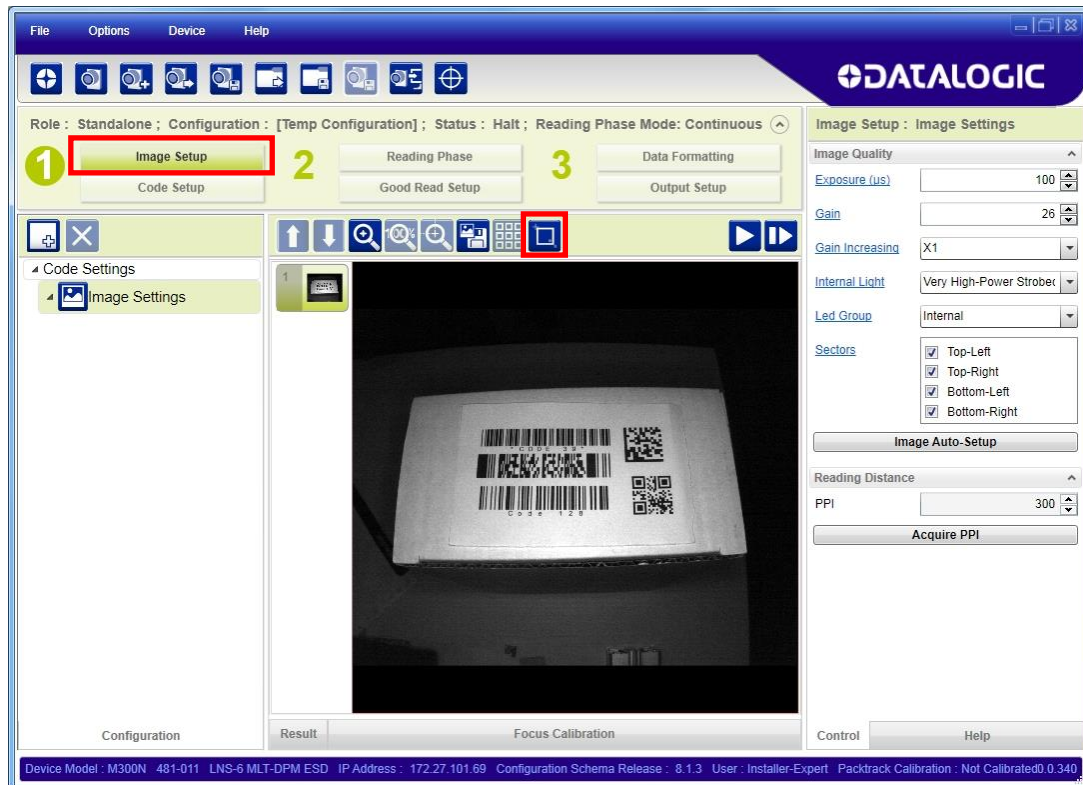 File Options Device Help
DATALOGIC
Role : Standalone ; Configuration : [Temp Configuration] ; Status : Halt ; Reading Phase Mode: Continuous
1 Image Setup 2 Reading Phase 3 Data Formatting
Code Setup Good Read Setup Output Setup
100%
Code Settings
Image Settings
1
*CODE 39*
Code 128
Result Focus Calibration
Configuration
Image Setup : Image Settings
Image Quality
Exposure (us) 100
Gain 26
Gain Increasing X1
Internal Light Very High-Power Strobec
Led Group Internal
Sectors Top-Left
Top-Right
Bottom-Left
Bottom-Right
Image Auto-Setup
Reading Distance
PPI 300
Acquire PPI
Control Help
Device Model : M300N 481-011 LNS-6 MLT-DPM ESD IP Address : 172.27.101.69 Configuration Schema Release : 8.1.3 User : Installer-Expert Packtrack Calibration : Not Calibrated0.0.340